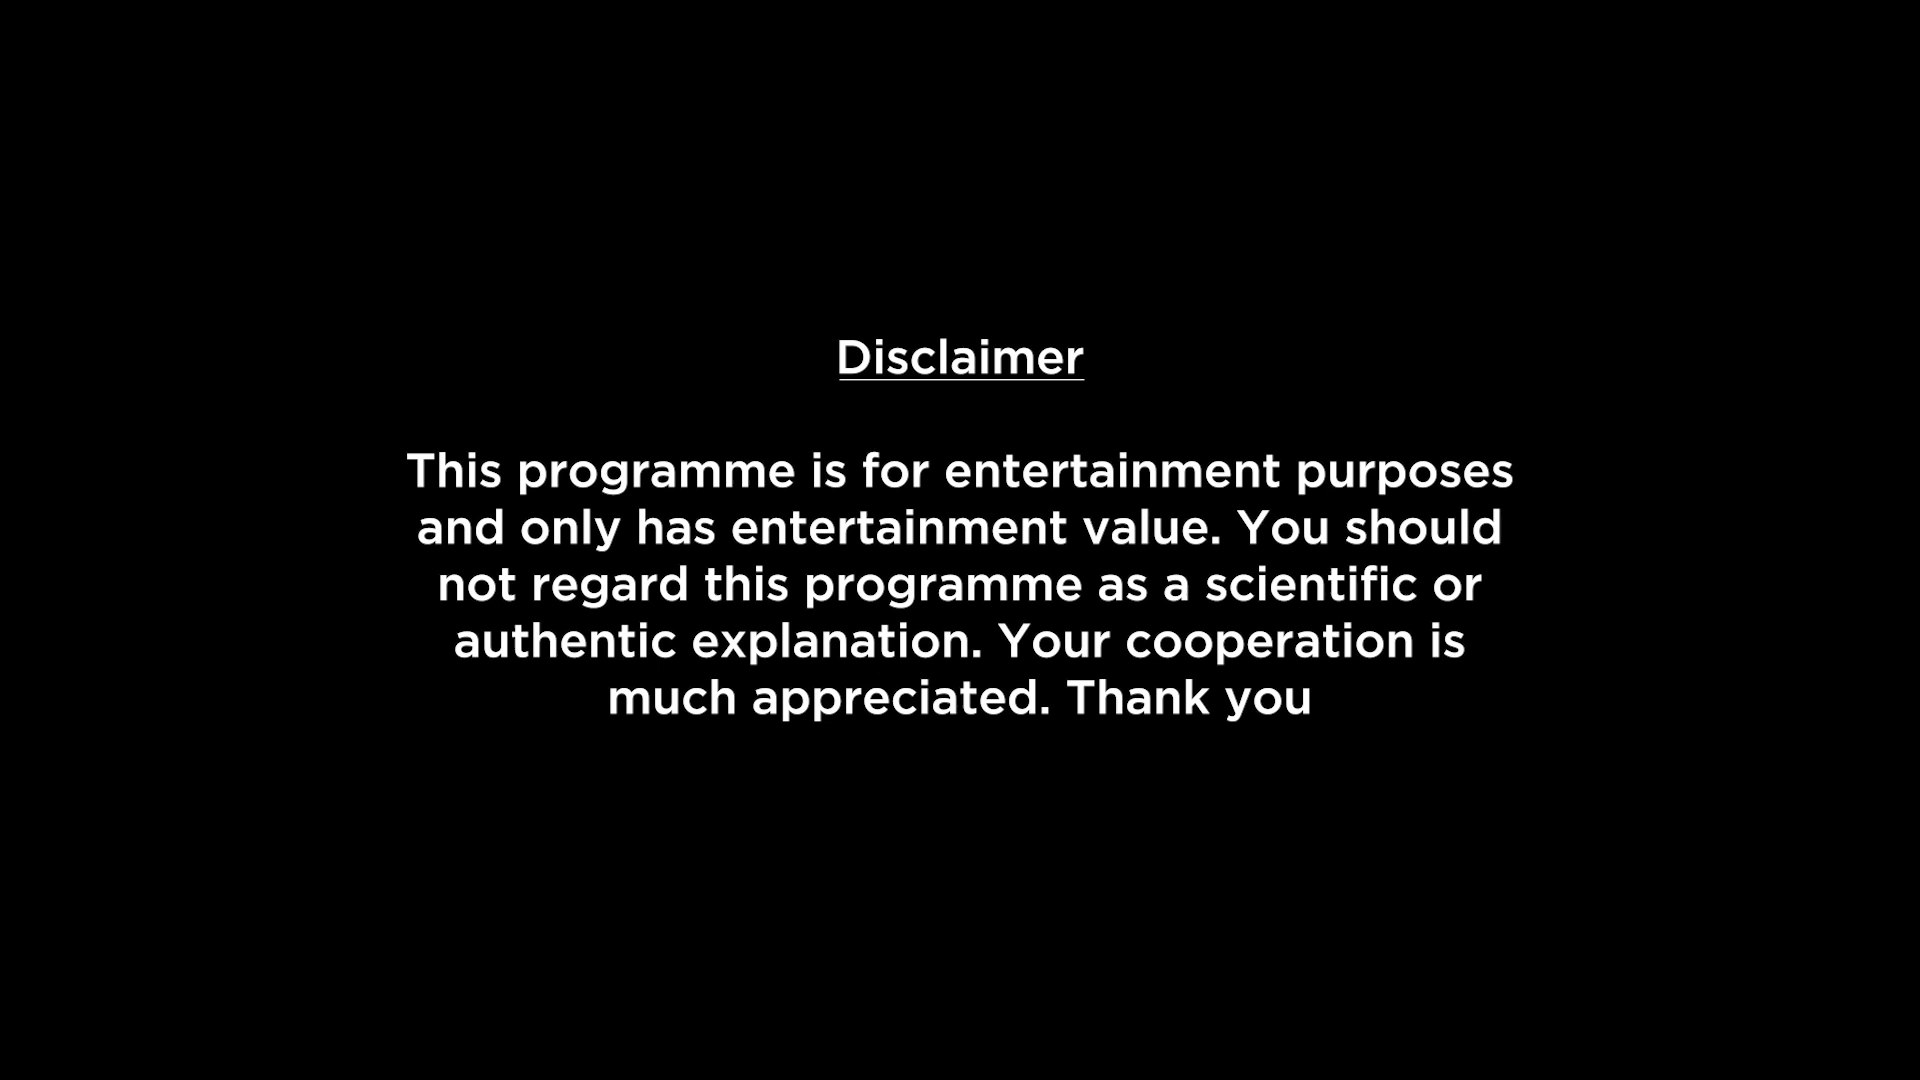 Disclaimer
This programme is for entertainment purposes
and only has entertainment value. You should
not regard this programme as a scientific or
authentic explanation. Your cooperation is
much appreciated. Thank you